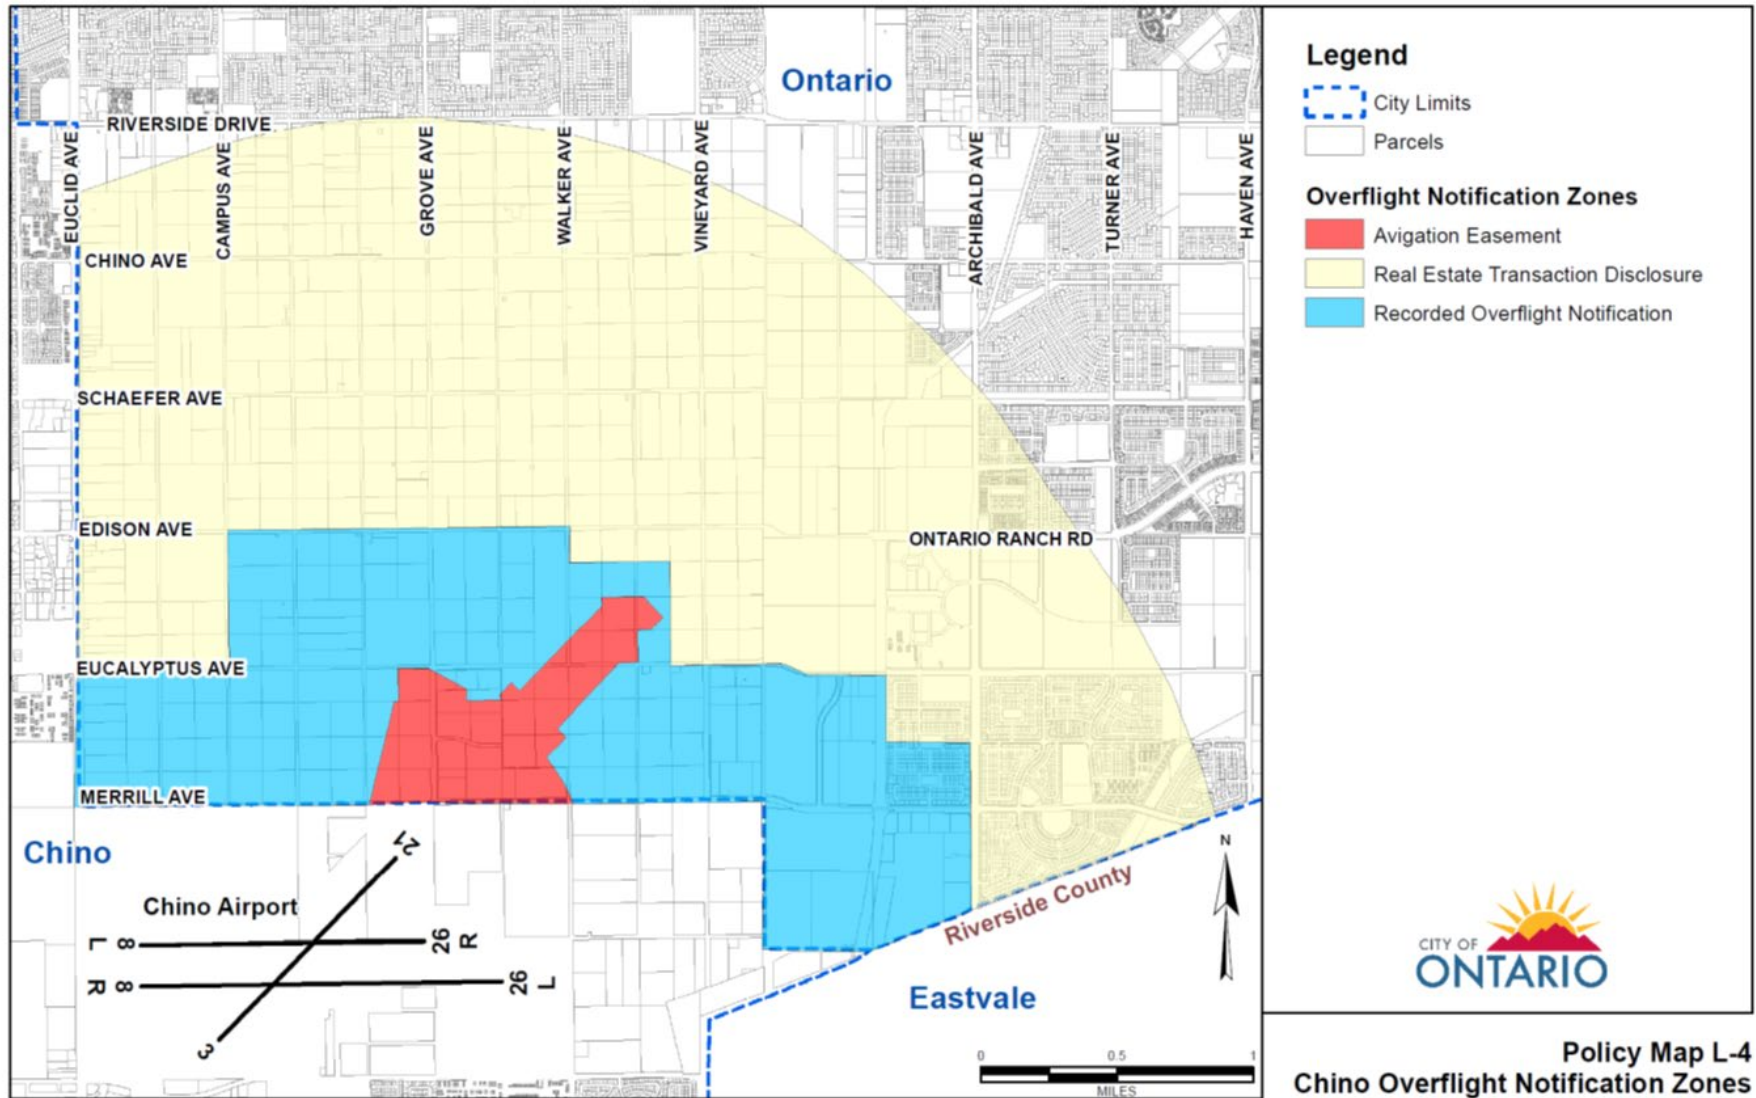 Ontario
RIVERSIDE DRIVE
EUCLID AVE
CAMPUS AVE
GROVE AVE
WALKER AVE
VINEYARD AVE
ARCHIBALD AVE
TURNER AVE
HAVEN AVE
CHINO AVE
SCHAEFER AVE
EDISON AVE
ONTARIO RANCH RD
EUCALYPTUS AVE
MERRILL AVE
Chino
Chino Airport
21
L 8
26 R
R 8
26 L
3
Riverside County
Eastvale
N
0 0.5 1
MILES
Legend
City Limits
Parcels
Overflight Notification Zones
Avigation Easement
Real Estate Transaction Disclosure
Recorded Overflight Notification
CITY OF
ONTARIO
Policy Map L-4
Chino Overflight Notification Zones